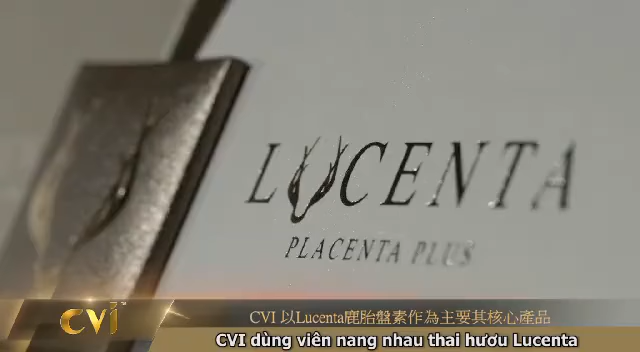 LUCENTA
PLACENTA PLUS
CVI
CVI 以Lucenta鹿胎盤素作為主要其核心產品
CVI dùng viên nang nhau thai hươu Lucenta